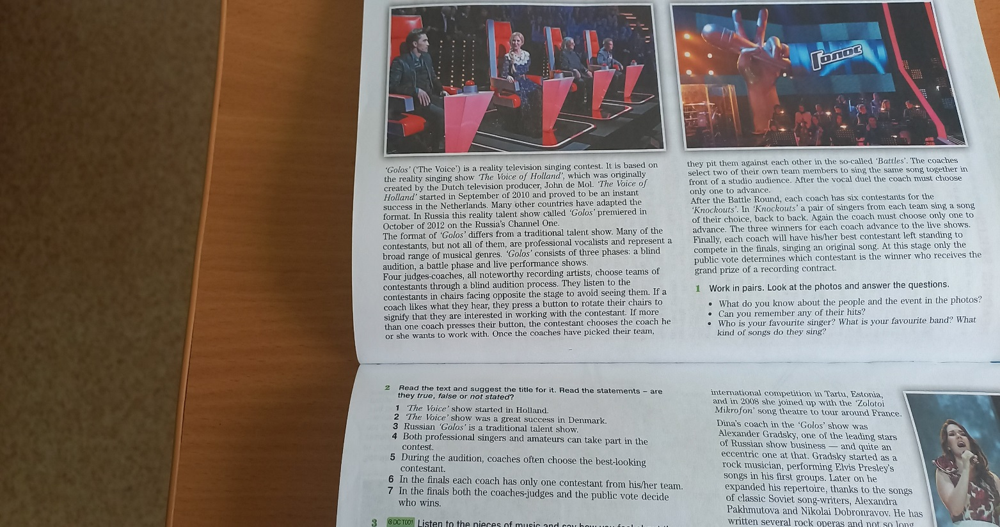 Голос
'Golos' ('The Voice') is a reality television singing contest. It is based on
the reality singing show 'The Voice of Holland', which was originally
created by the Dutch television producer, John de Mol. 'The Voice of
Holland' started in September of 2010 and proved to be an instant
success in the Netherlands. Many other countries have adapted the
format. In Russia this reality talent show called 'Golos' premiered in
October of 2012 on the Russia's Channel One.
The format of 'Golos' differs from a traditional talent show. Many of the
contestants, but not all of them, are professional vocalists and represent a
broad range of musical genres. 'Golos' consists of three phases: a blind
audition, a battle phase and live performance shows.
Four judges-coaches, all noteworthy recording artists, choose teams of
contestants through a blind audition process. They listen to the
contestants in chairs facing opposite the stage to avoid seeing them. If a
coach likes what they hear, they press a button to rotate their chairs to
signify that they are interested in working with the contestant. If more
than one coach presses their button, the contestant chooses the coach he
or she wants to work with. Once the coaches have picked their team,
they pit them against each other in the so-called 'Battles'. The coaches
select two of their own team members to sing the same song together in
front of a studio audience. After the vocal duel the coach must choose
only one to advance.
After the Battle Round, each coach has six contestants for the
'Knockouts'. In 'Knockouts' a pair of singers from each team sing a song
of their choice, back to back. Again the coach must choose only one to
advance. The three winners for each coach advance to the live shows.
Finally, each coach will have his/her best contestant left standing to
compete in the finals, singing an original song. At this stage only the
public vote determines which contestant is the winner who receives the
grand prize of a recording contract.
1 Work in pairs. Look at the photos and answer the questions.
• What do you know about the people and the event in the photos?
• Can you remember any of their hits?
• Who is your favourite singer? What is your favourite band? What
kind of songs do they sing?
2 Read the text and suggest the title for it. Read the statements – are
they true, false or not stated?
1 'The Voice' show started in Holland.
2 'The Voice' show was a great success in Denmark.
3 Russian 'Golos' is a traditional talent show.
4 Both professional singers and amateurs can take part in the
contest.
5 During the audition, coaches often choose the best-looking
contestant.
6 In the finals each coach has only one contestant from his/her team.
7 In the finals both the coaches-judges and the public vote decide
who wins.
3 DC T001 Listen to the pieces of music and say how you feel about
international competition in Tartu, Estonia,
and in 2008 she joined up with the 'Zolotoi
Mikrofon' song theatre to tour around France.
Dina's coach in the 'Golos' show was
Alexander Gradsky, one of the leading stars
of Russian show business — and quite an
eccentric one at that. Gradsky started as a
rock musician, performing Elvis Presley's
songs in his first groups. Later on he
expanded his repertoire, thanks to the songs
of classic Soviet song-writers, Alexandra
Pakhmutova and Nikolai Dobronravov. He has
written several rock operas and not so long